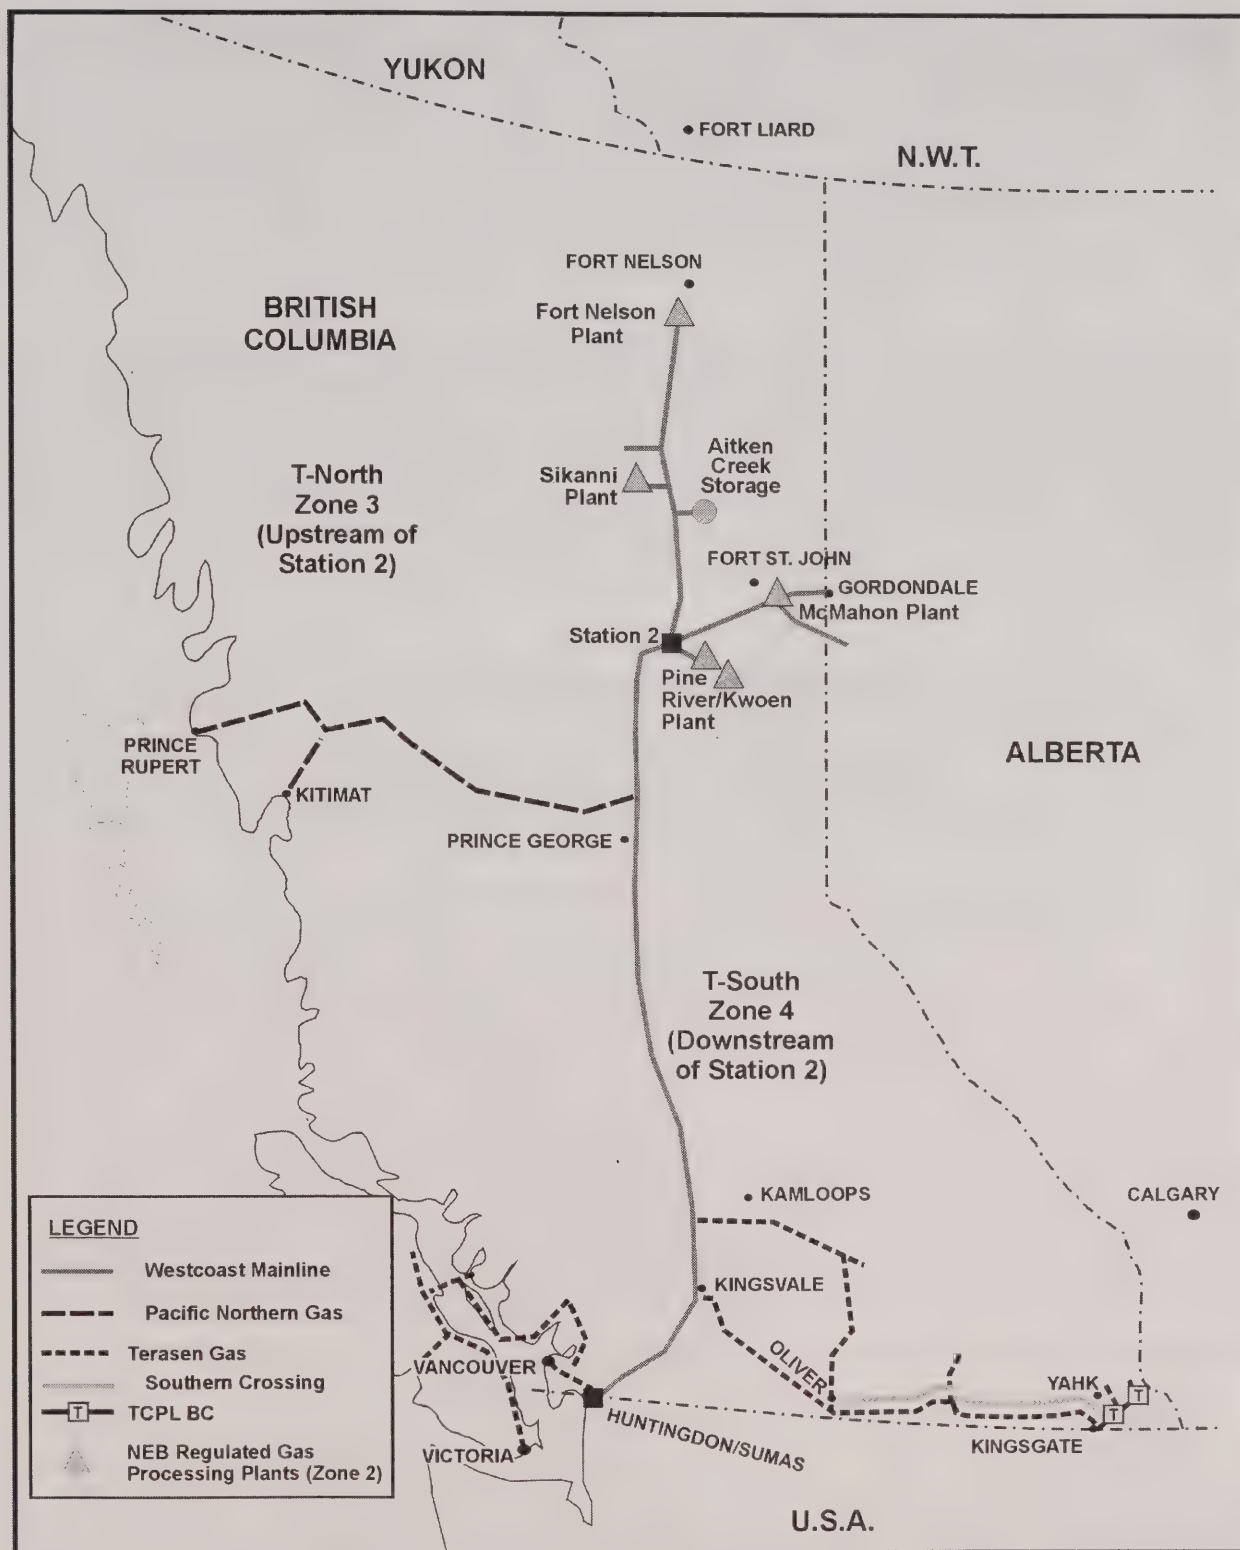 YUKON
FORT LIARD
N.W.T.
FORT NELSON
BRITISH
COLUMBIA
Fort Nelson
Plant
Aitken
Creek
Storage
T-North
Zone 3
(Upstream of
Station 2)
Sikanni
Plant
FORT ST. JOHN
GORDONDALE
McMahon Plant
Station 2
Pine
River/Kwoen
Plant
PRINCE
RUPERT
ALBERTA
KITIMAT
PRINCE GEORGE
T-South
Zone 4
(Downstream
of Station 2)
KAMLOOPS
CALGARY
LEGEND
Westcoast Mainline
Pacific Northern Gas
Terasen Gas
Southern Crossing
T
TCPL BC
NEB Regulated Gas
Processing Plants (Zone 2)
KINGSVALE
VANCOUVER
OLIVER
YAHK
T
T
HUNTINGDON/SUMAS
KINGSGATE
VICTORIA
U.S.A.